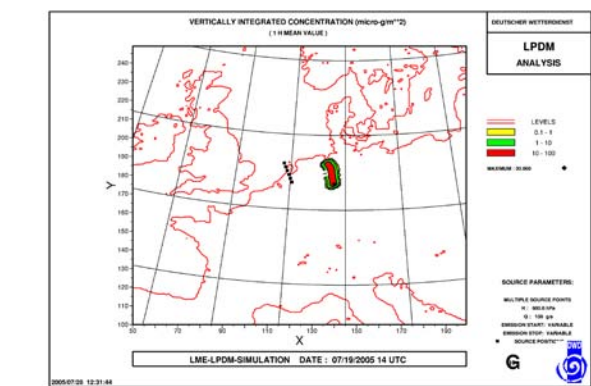 VERTICALLY INTEGRATED CONCENTRATION (micro-g/m**2)
( 1 H MEAN VALUE )
DEUTSCHER WETTERDIENST
LPDM
ANALYSIS
240
230
220
210
200
190
180
170
160
150
140
130
120
110
100
Y
50 70 90 110 130 150 170 190
X
LEVELS
0.1 - 1
1 - 10
10 - 100
MAXIMUM :
SOURCE PARAMETERS:
MULTIPLE SOURCE POINTS
H :
Q :
EMISSION START: VARIABLE
EMISSION STOP: VARIABLE
SOURCE
LME-LPDM-SIMULATION DATE : 07/19/2005 14 UTC
G
DWD
2005/07/20 12:31:44